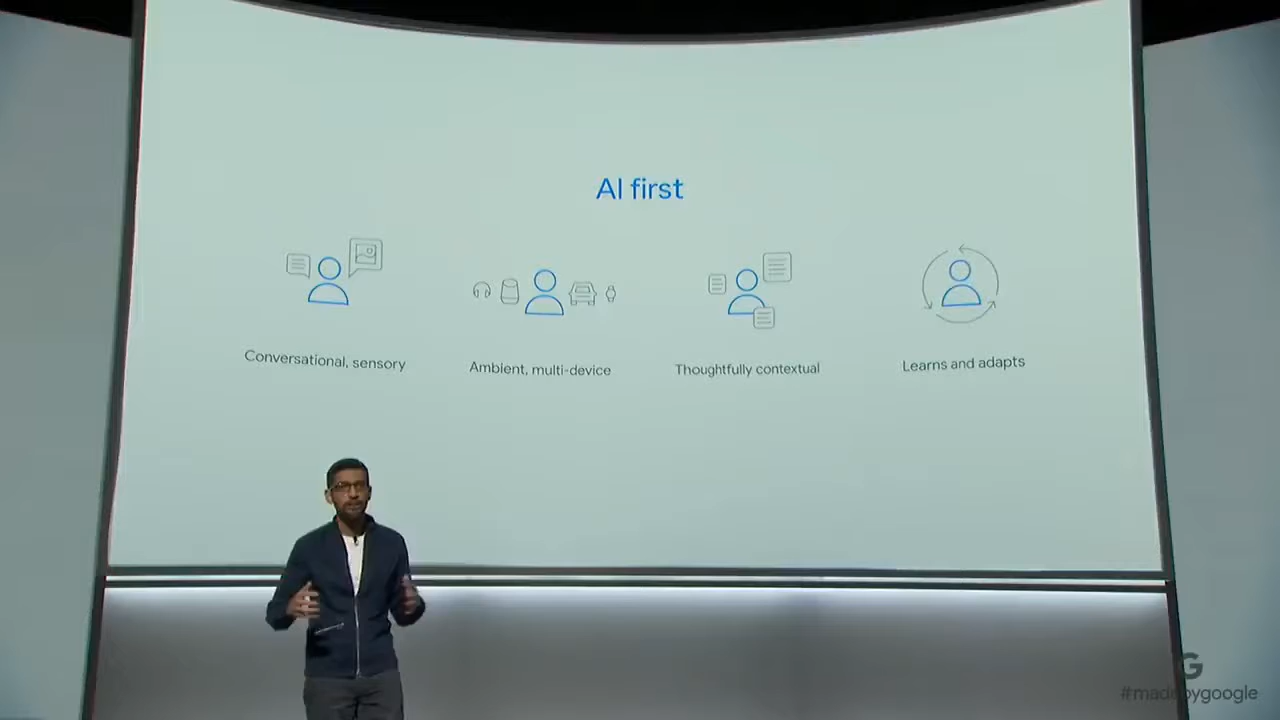 AI first
Conversational, sensory
Ambient, multi-device
Thoughtfully contextual
Learns and adapts
G
#madebygoogle